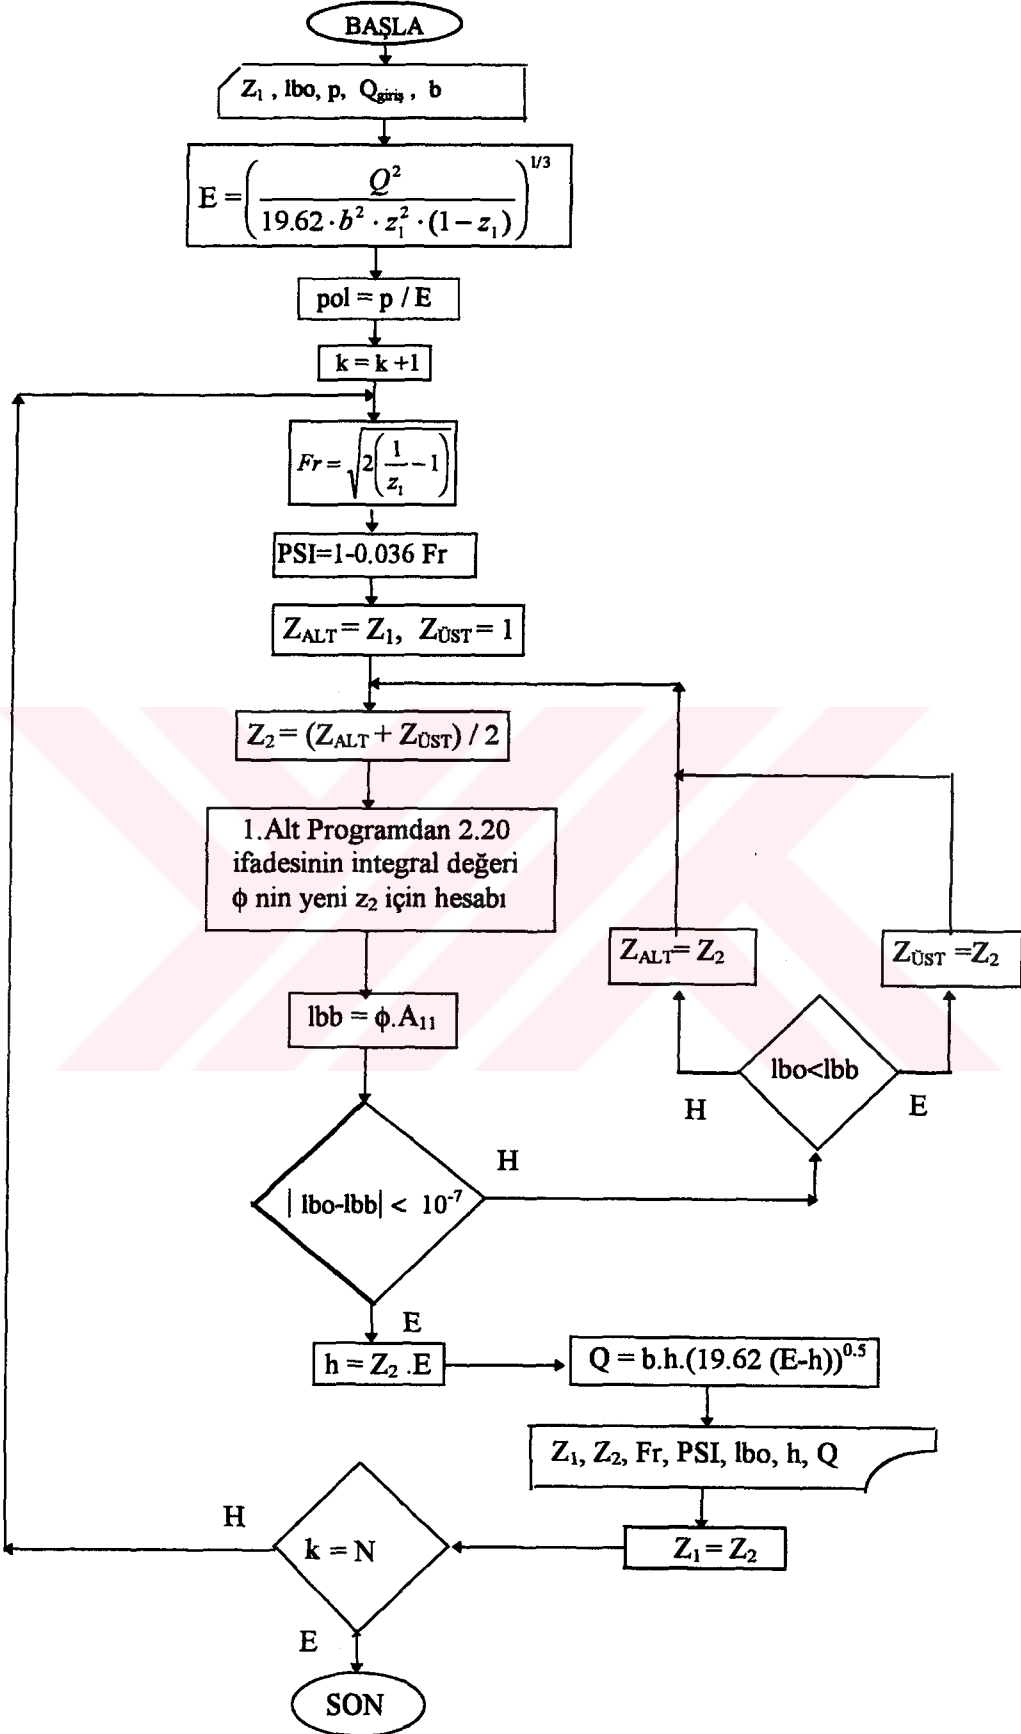 BAŞLA
Z₁ , lbo, p, Q_giriş , b
E = ( Q² / 19.62 · b² · z₁² · (1 − z₁) )^1/3
pol = p / E
k = k +1
Fr = √2(1/z₁ − 1)
PSI=1-0.036 Fr
Z_ALT = Z₁, Z_ÜST = 1
Z₂ = (Z_ALT + Z_ÜST) / 2
1.Alt Programdan 2.20
ifadesinin integral değeri
ϕ nin yeni z₂ için hesabı
Z_ALT= Z₂
Z_ÜST =Z₂
lbb = ϕ.A₁₁
lbo<lbb
H
E
| lbo-lbb| < 10⁻⁷
H
E
h = Z₂ .E
Q = b.h.(19.62 (E-h))^0.5
Z₁, Z₂, Fr, PSI, lbo, h, Q
Z₁ = Z₂
k = N
H
E
SON